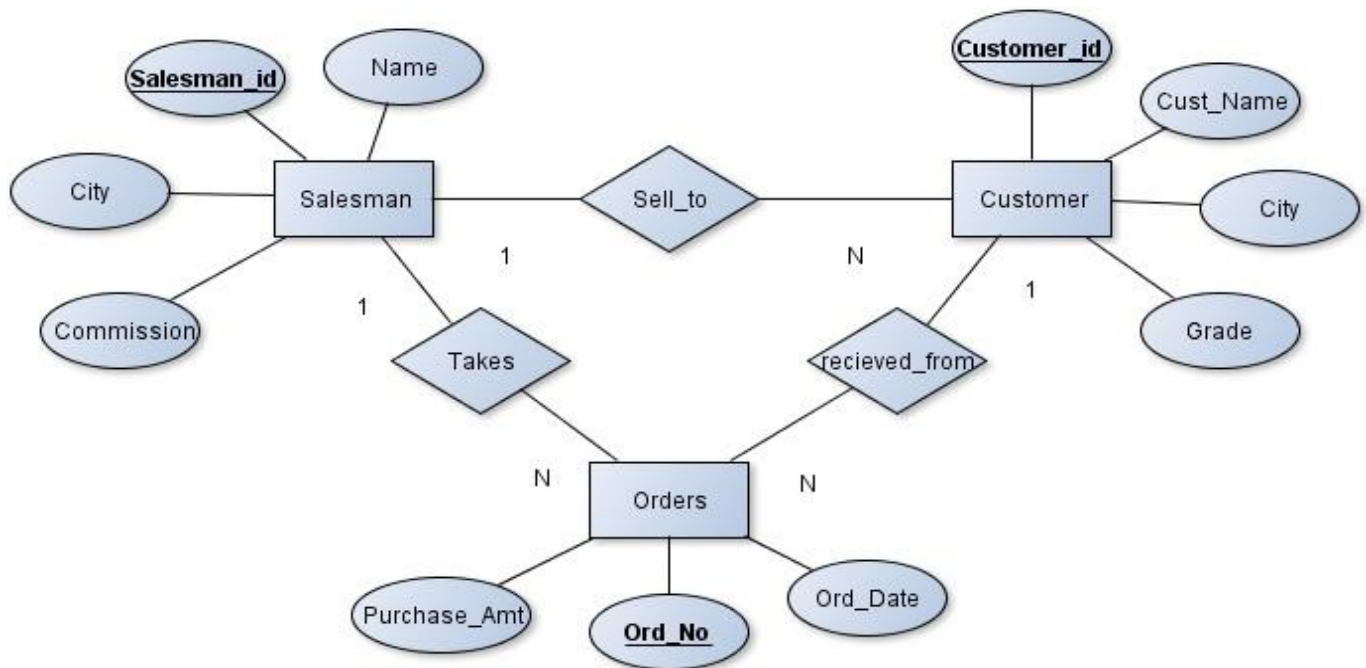 Customer_id
Name
Salesman_id
Cust_Name
City
Salesman
Sell_to
Customer
City
1
N
1
1
Commission
Grade
Takes
recieved_from
N
N
Orders
Purchase_Amt
Ord_No
Ord_Date